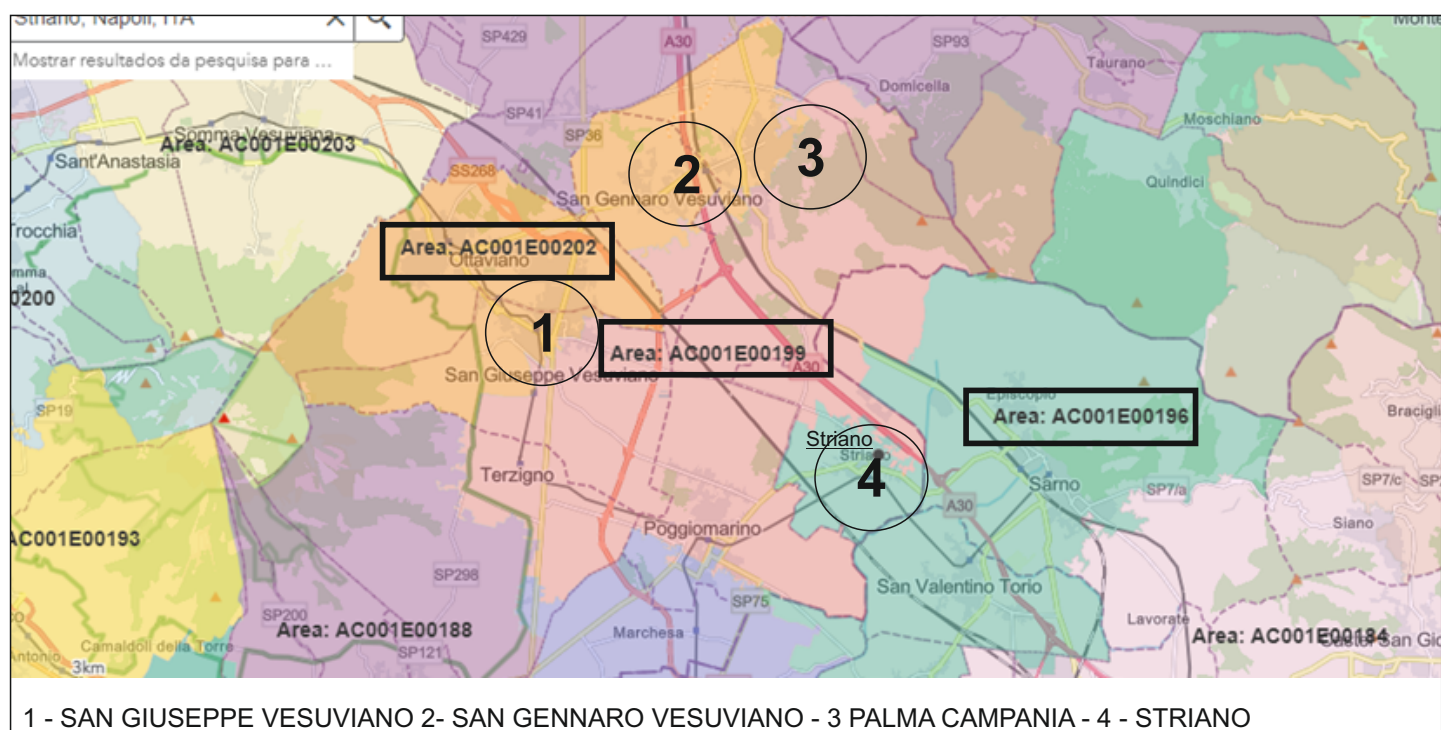 Striano, Napoli, ITA
Mostrar resultados da pesquisa para ...
SP429
A30
SP93
Taurano
Domicella
SP41
SP36
Moschiano
Somma Vesuviana
Area: AC001E00203
Sant'Anastasia
SS268
2
3
Quindici
San Gennaro Vesuviano
Trocchia
Area: AC001E00202
Ottaviano
0200
1
Area: AC001E00199
A30
San Giuseppe Vesuviano
Episcopio
Area: AC001E00196
SP19
Striano
Striano
4
Terzigno
Sarno
SP7/a
SP7/c
A30
Siano
Poggiomarino
AC001E00193
SP298
San Valentino Torio
SP75
SP200
Lavorate
Area: AC001E00188
Marchesa
Area: AC001E00184
SP121
Camaldoli della Torre
3km
1 - SAN GIUSEPPE VESUVIANO 2- SAN GENNARO VESUVIANO - 3 PALMA CAMPANIA - 4 - STRIANO